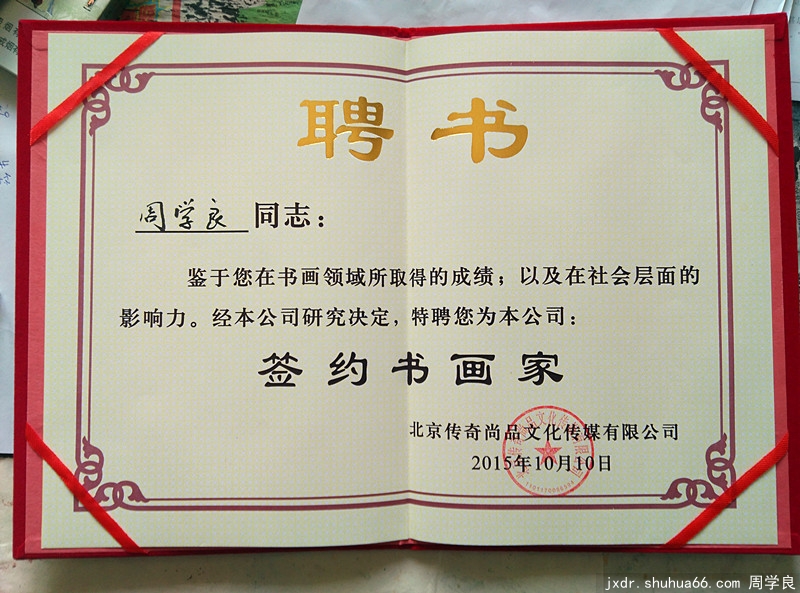 聘书
周学良 同志：
鉴于您在书画领域所取得的成绩；以及在社会层面的
影响力。经本公司研究决定，特聘您为本公司：
签约书画家
北京传奇尚品文化传媒有限公司
2015年10月10日
jxdr.shuhua66.com 周学良